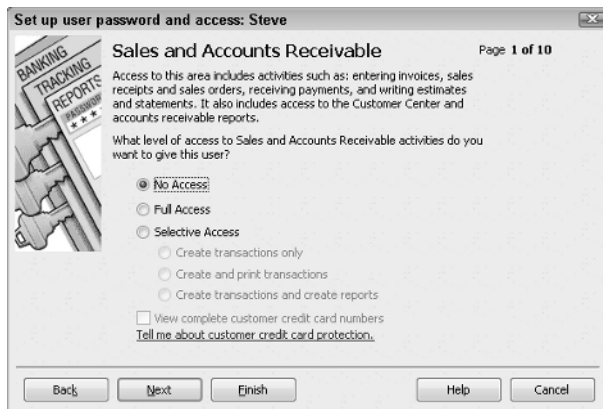 Set up user password and access: Steve
BANKING
TRACKING
REPORTS
PASSWORD
* * *
Sales and Accounts Receivable
Page 1 of 10
Access to this area includes activities such as: entering invoices, sales
receipts and sales orders, receiving payments, and writing estimates
and statements. It also includes access to the Customer Center and
accounts receivable reports.
What level of access to Sales and Accounts Receivable activities do you
want to give this user?
No Access
Full Access
Selective Access
Create transactions only
Create and print transactions
Create transactions and create reports
View complete customer credit card numbers
Tell me about customer credit card protection.
Back
Next
Finish
Help
Cancel